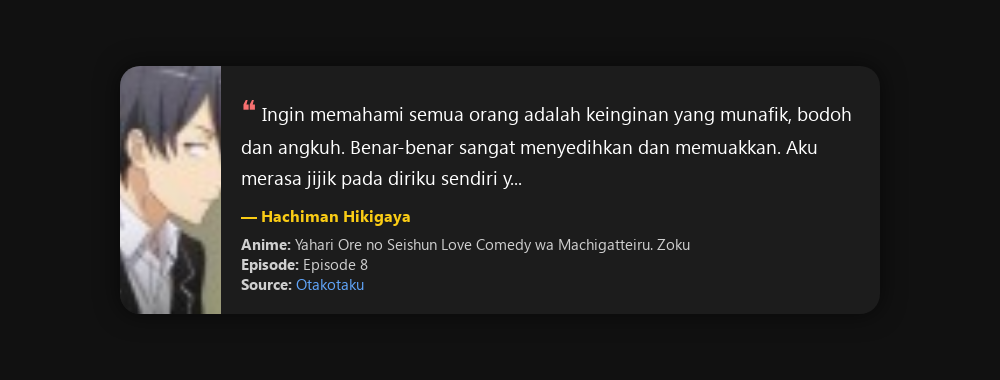 ❝ Ingin memahami semua orang adalah keinginan yang munafik, bodoh
dan angkuh. Benar-benar sangat menyedihkan dan memuakkan. Aku
merasa jijik pada diriku sendiri y...
— Hachiman Hikigaya
Anime: Yahari Ore no Seishun Love Comedy wa Machigatteiru. Zoku
Episode: Episode 8
Source: Otakotaku